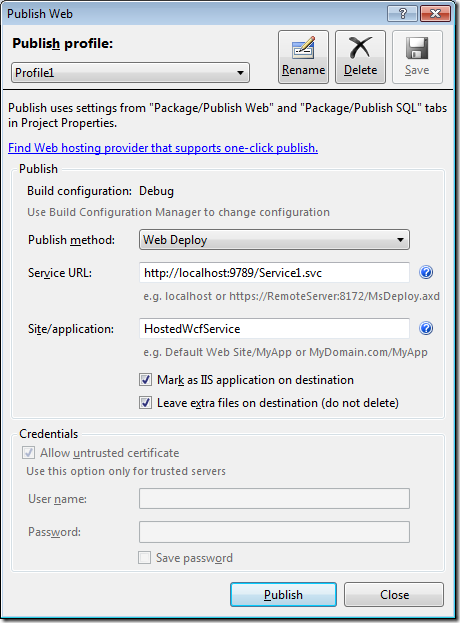 Publish Web
Publish profile:
Profile1
Rename
Delete
Save
Publish uses settings from "Package/Publish Web" and "Package/Publish SQL" tabs
in Project Properties.
Find Web hosting provider that supports one-click publish.
Publish
Build configuration: Debug
Use Build Configuration Manager to change configuration
Publish method: Web Deploy
Service URL: http://localhost:9789/Service1.svc
e.g. localhost or https://RemoteServer:8172/MsDeploy.axd
Site/application: HostedWcfService
e.g. Default Web Site/MyApp or MyDomain.com/MyApp
Mark as IIS application on destination
Leave extra files on destination (do not delete)
Credentials
Allow untrusted certificate
Use this option only for trusted servers
User name:
Password:
Save password
Publish Close